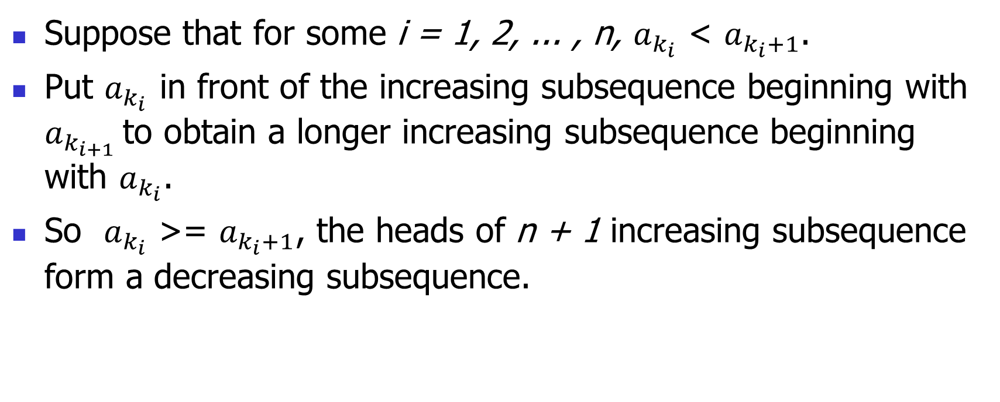 ▪ Suppose that for some i = 1, 2, … , n, $a_{k_i}$ < $a_{k_i+1}$.
▪ Put $a_{k_i}$ in front of the increasing subsequence beginning with
$a_{k_{i+1}}$ to obtain a longer increasing subsequence beginning
with $a_{k_i}$.
▪ So $a_{k_i}$ >= $a_{k_i+1}$, the heads of n + 1 increasing subsequence
form a decreasing subsequence.